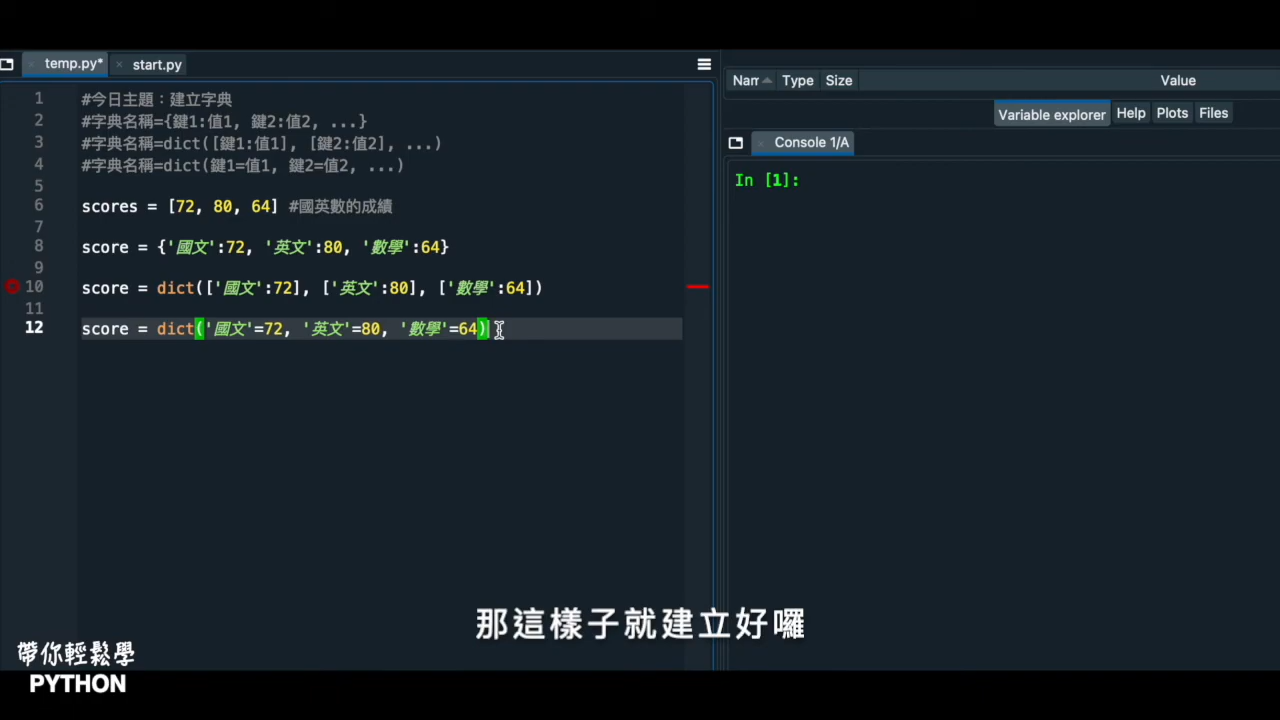 temp.py*
start.py
1 #今日主題：建立字典
2 #字典名稱={鍵1:值1, 鍵2:值2, ...}
3 #字典名稱=dict([鍵1:值1], [鍵2:值2], ...)
4 #字典名稱=dict(鍵1=值1, 鍵2=值2, ...)
5
6 scores = [72, 80, 64] #國英數的成績
7
8 score = {'國文':72, '英文':80, '數學':64}
9
10 score = dict(['國文':72], ['英文':80], ['數學':64])
11
12 score = dict('國文'=72, '英文'=80, '數學'=64)
Nar Type Size Value
Variable explorer Help Plots Files
Console 1/A
In [1]:
那這樣子就建立好囉
帶你輕鬆學
PYTHON